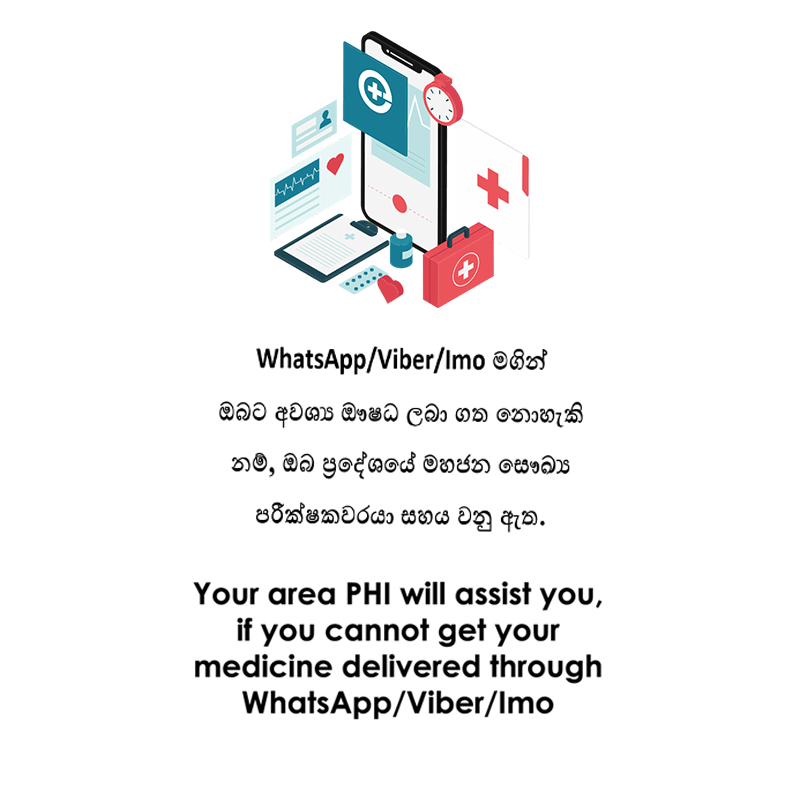 WhatsApp/Viber/Imo මගින්
ඔබට අවශ්‍ය ඖෂධ ලබා ගත නොහැකි
නම්, ඔබ ප්‍රදේශයේ මහජන සෞඛ්‍ය
පරීක්ෂකවරයා සහය වනු ඇත.
Your area PHI will assist you,
if you cannot get your
medicine delivered through
WhatsApp/Viber/Imo